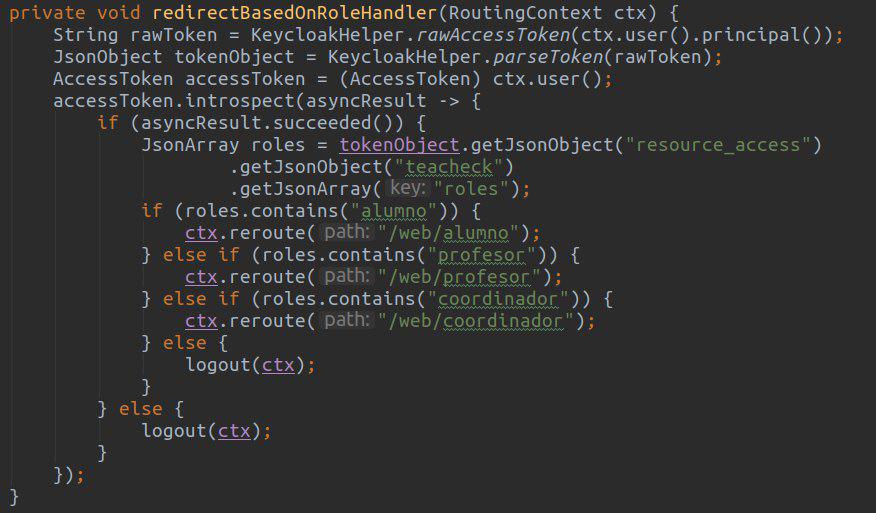 private void redirectBasedOnRoleHandler(RoutingContext ctx) {
    String rawToken = KeycloakHelper.rawAccessToken(ctx.user().principal());
    JsonObject tokenObject = KeycloakHelper.parseToken(rawToken);
    AccessToken accessToken = (AccessToken) ctx.user();
    accessToken.introspect(asyncResult -> {
        if (asyncResult.succeeded()) {
            JsonArray roles = tokenObject.getJsonObject("resource_access")
                    .getJsonObject("teacheck")
                    .getJsonArray( key: "roles");
            if (roles.contains("alumno")) {
                ctx.reroute( path: "/web/alumno");
            } else if (roles.contains("profesor")) {
                ctx.reroute( path: "/web/profesor");
            } else if (roles.contains("coordinador")) {
                ctx.reroute( path: "/web/coordinador");
            } else {
                logout(ctx);
            }
        } else {
            logout(ctx);
        }
    });
}